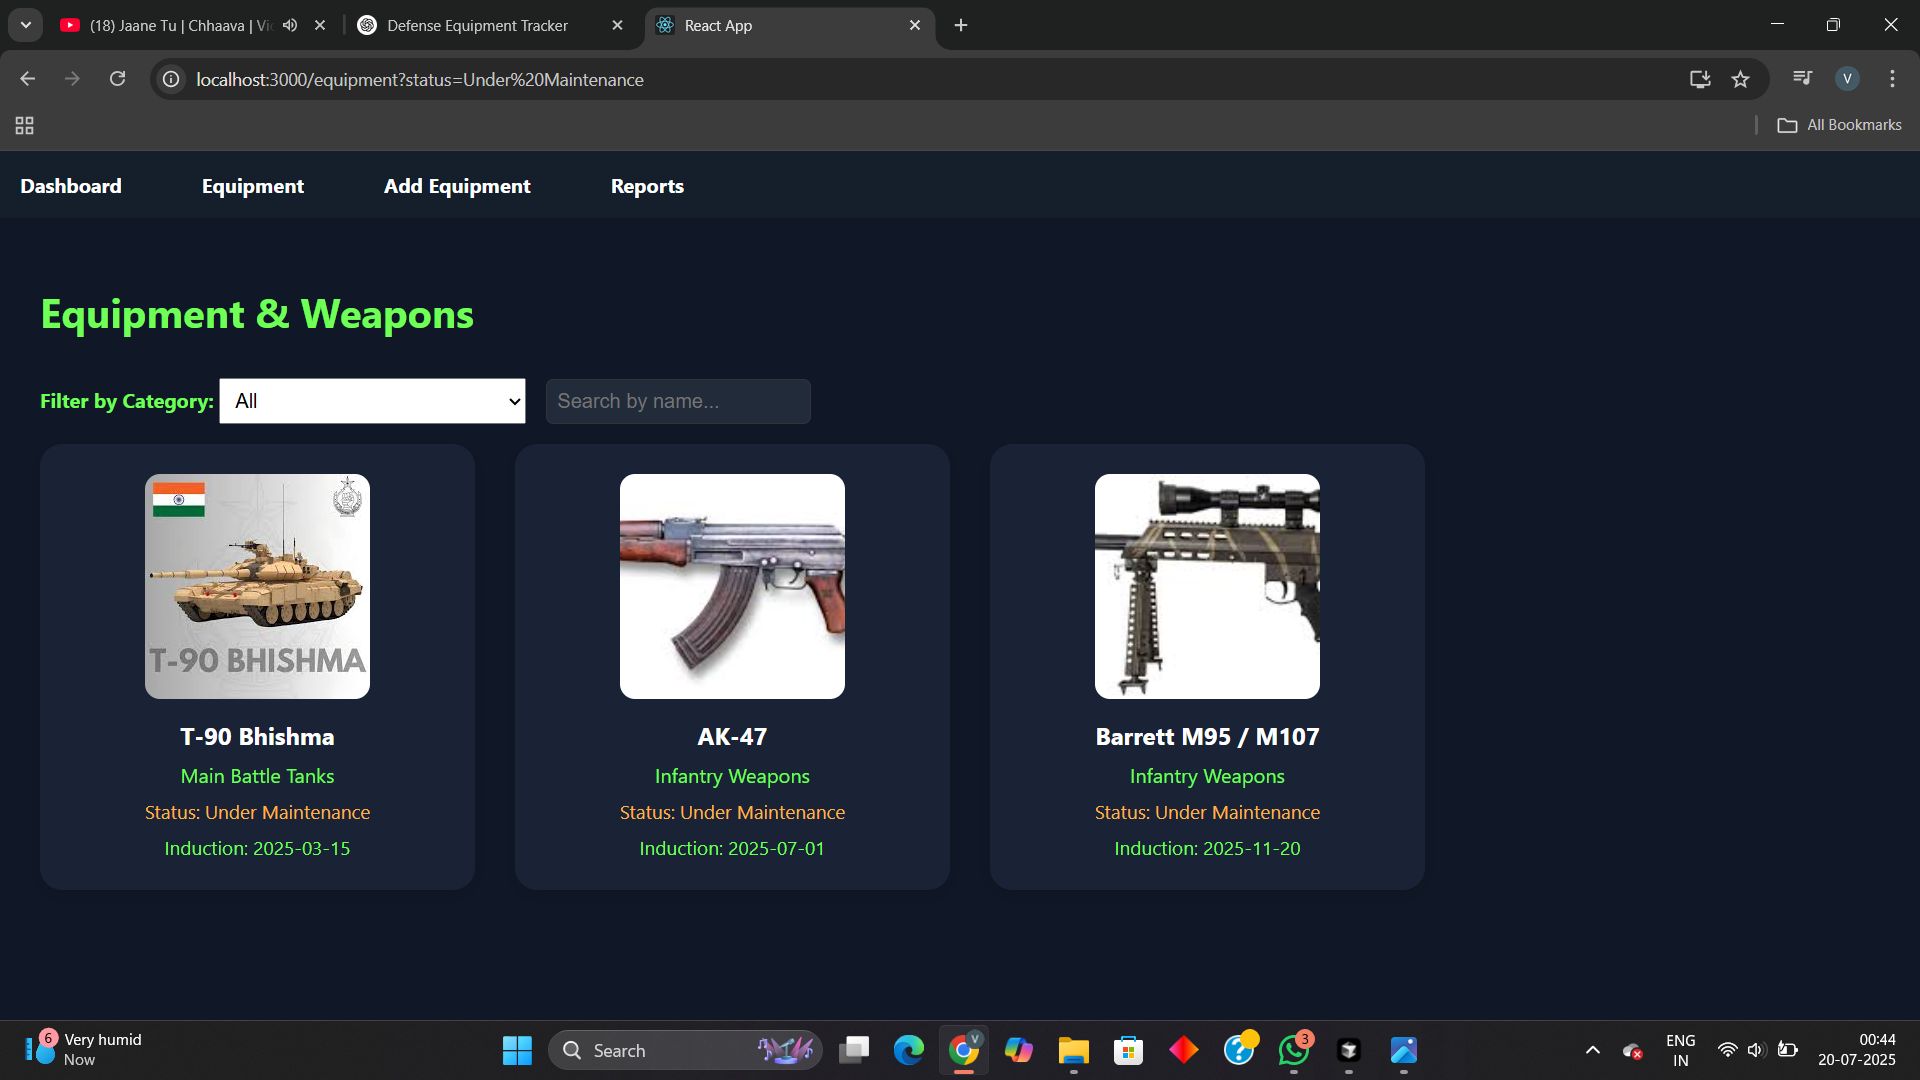 (18) Jaane Tu | Chhaava | Vic
Defense Equipment Tracker
React App
localhost:3000/equipment?status=Under%20Maintenance
V
All Bookmarks
Dashboard
Equipment
Add Equipment
Reports
Equipment & Weapons
Filter by Category:
All
Search by name...
T-90 BHISHMA
T-90 Bhishma
Main Battle Tanks
Status: Under Maintenance
Induction: 2025-03-15
AK-47
Infantry Weapons
Status: Under Maintenance
Induction: 2025-07-01
Barrett M95 / M107
Infantry Weapons
Status: Under Maintenance
Induction: 2025-11-20
6
Very humid
Now
Search
V
3
ENG
IN
00:44
20-07-2025